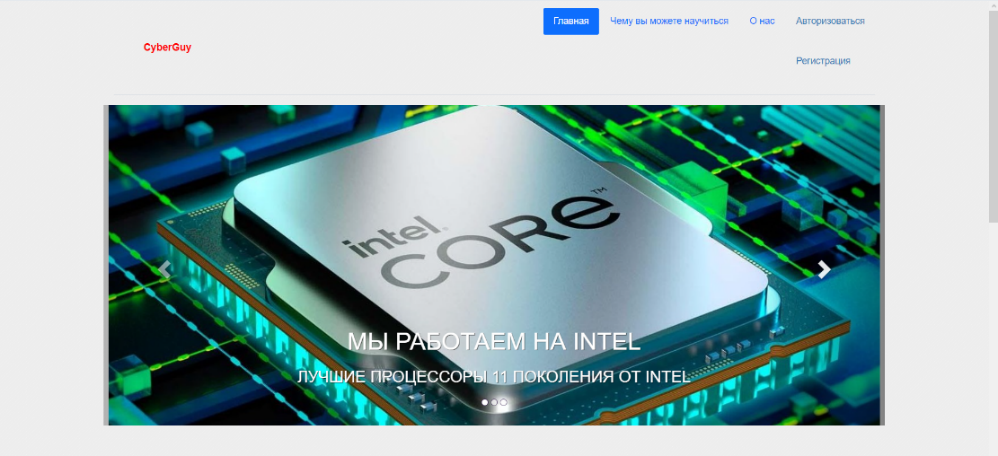 Главная
Чему вы можете научиться
О нас
Авторизоваться
CyberGuy
Регистрация
intel.
CORE™
МЫ РАБОТАЕМ НА INTEL
ЛУЧШИЕ ПРОЦЕССОРЫ 11 ПОКОЛЕНИЯ ОТ INTEL